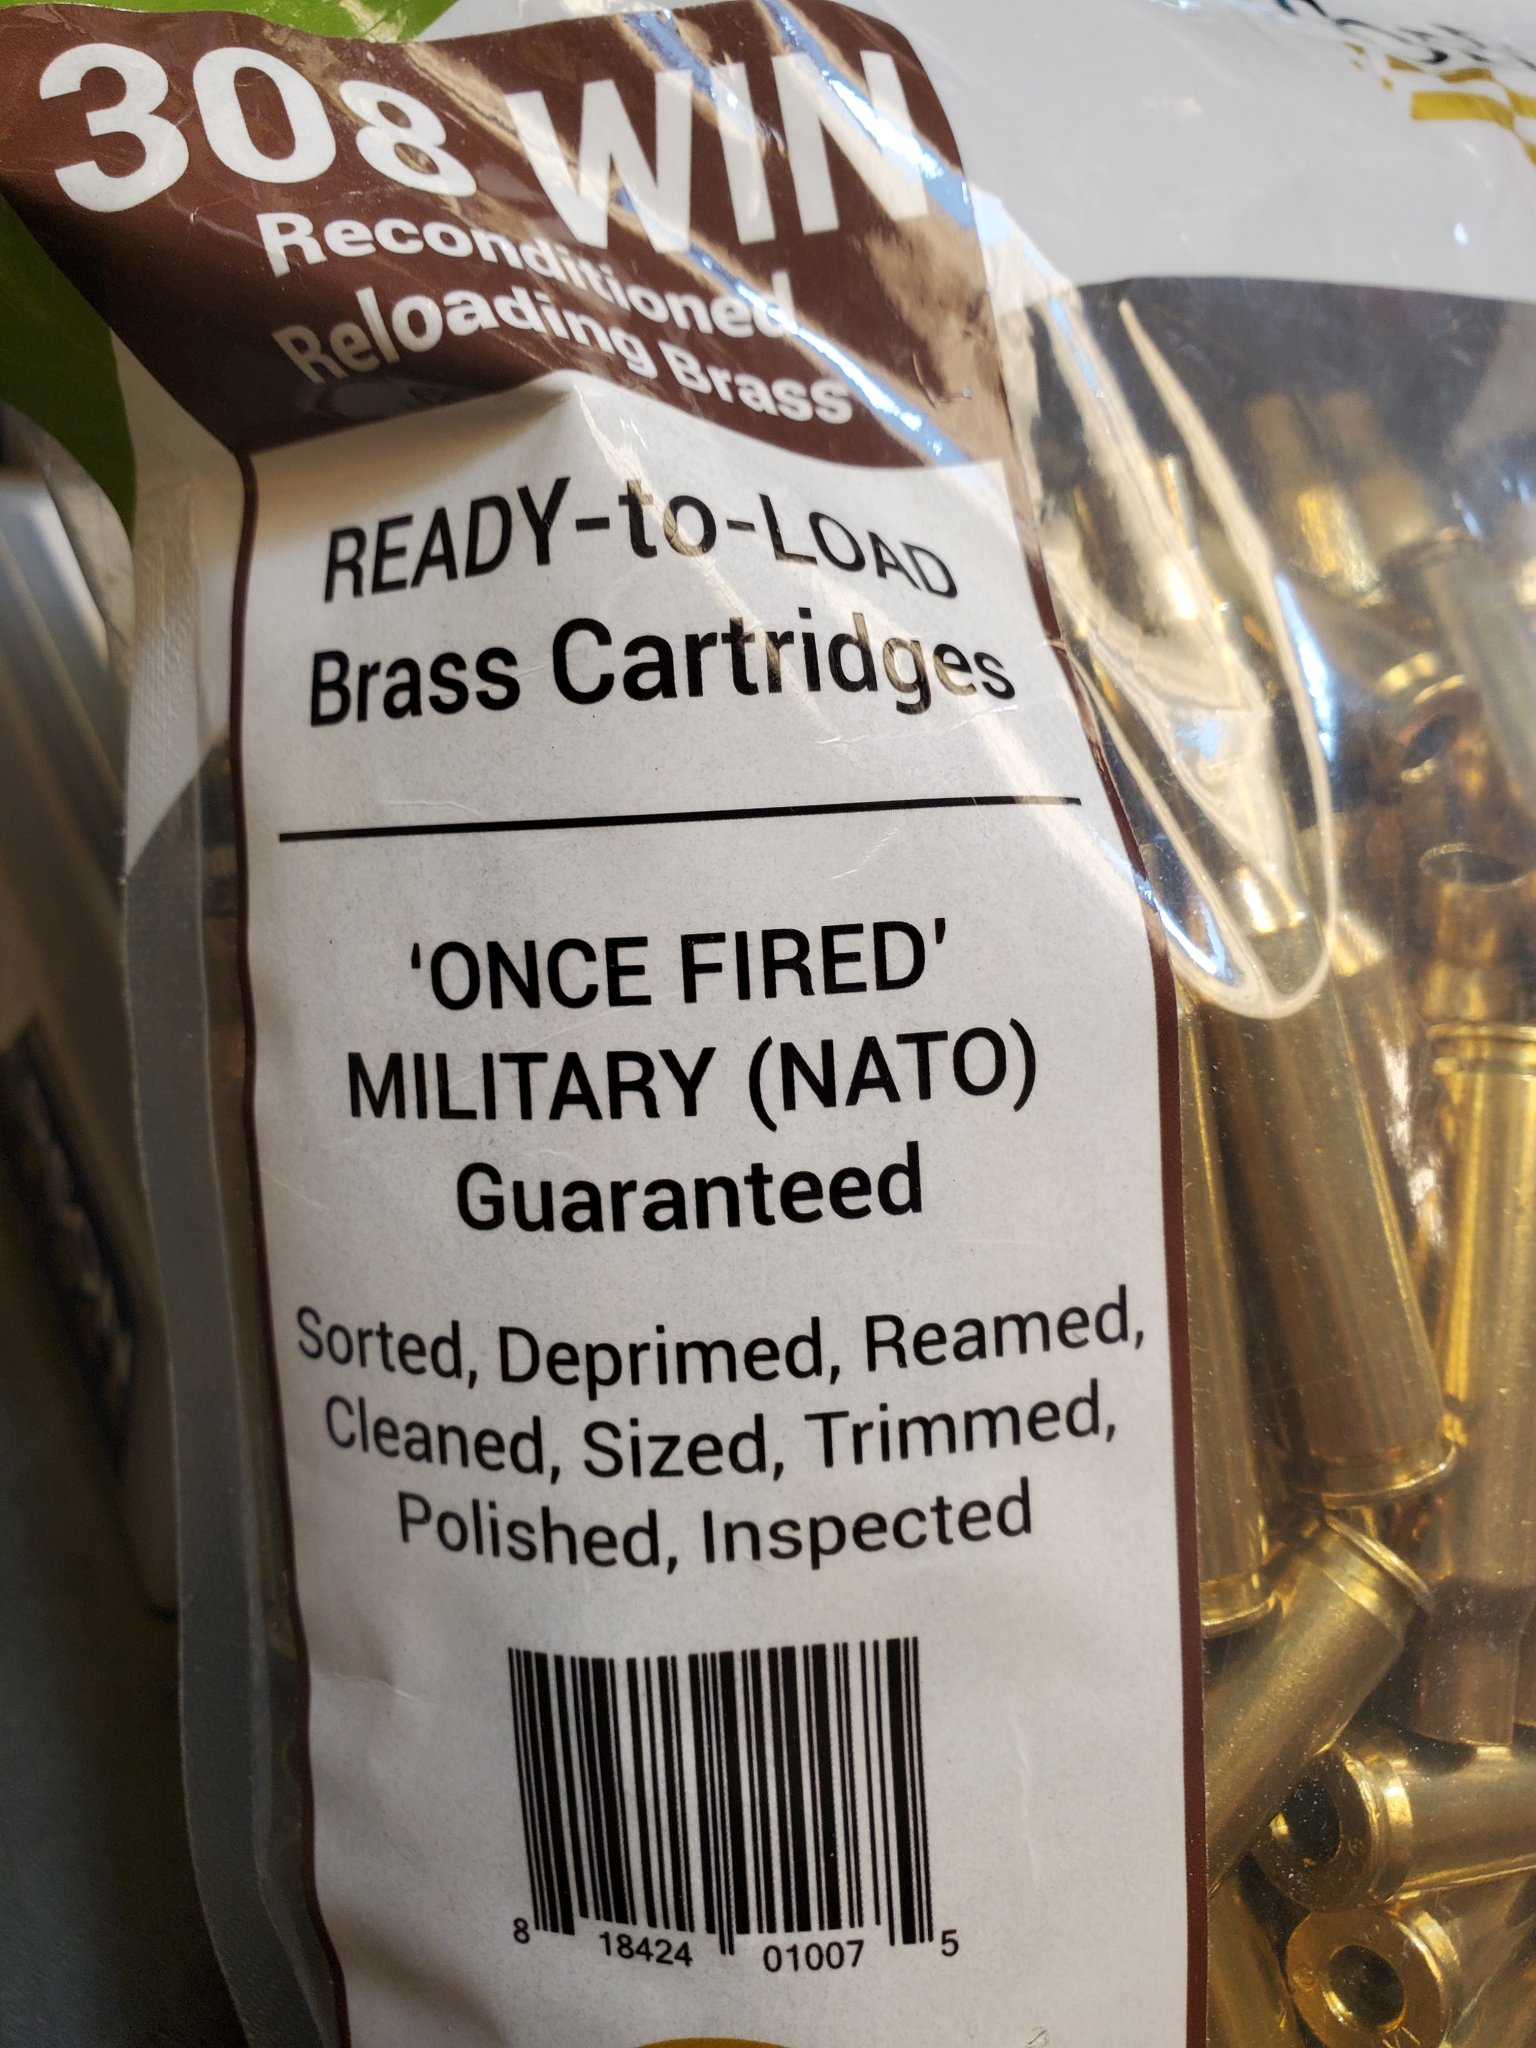 308 WIN
Reconditioned
Reloading Brass
READY-to-LOAD
Brass Cartridges
'ONCE FIRED'
MILITARY (NATO)
Guaranteed
Sorted, Deprimed, Reamed,
Cleaned, Sized, Trimmed,
Polished, Inspected
8 18424 01007 5